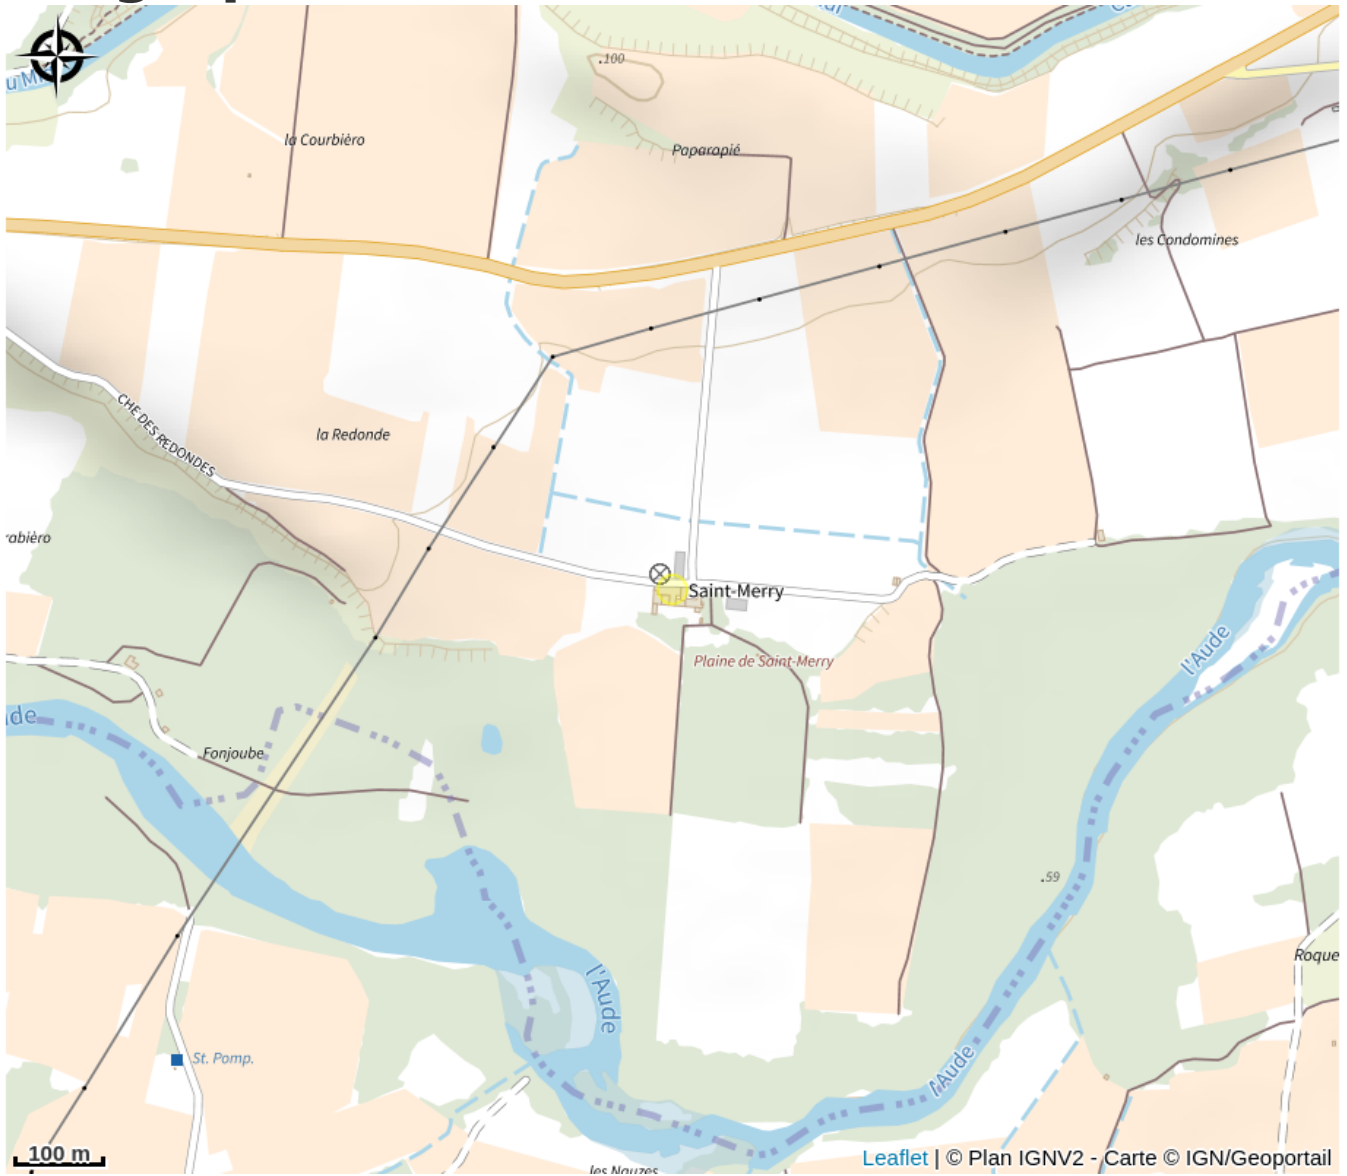 .100
la Courbièro
Paparapié
les Condomines
CHE DES REDONDES
la Redonde
Saint-Merry
Plaine de Saint-Merry
l'Aude
Fonjoube
.59
l'Aude
l'Aude
Roque
St. Pomp.
100 m
les Nauzes
Leaflet | © Plan IGNV2 - Carte © IGN/Geoportail